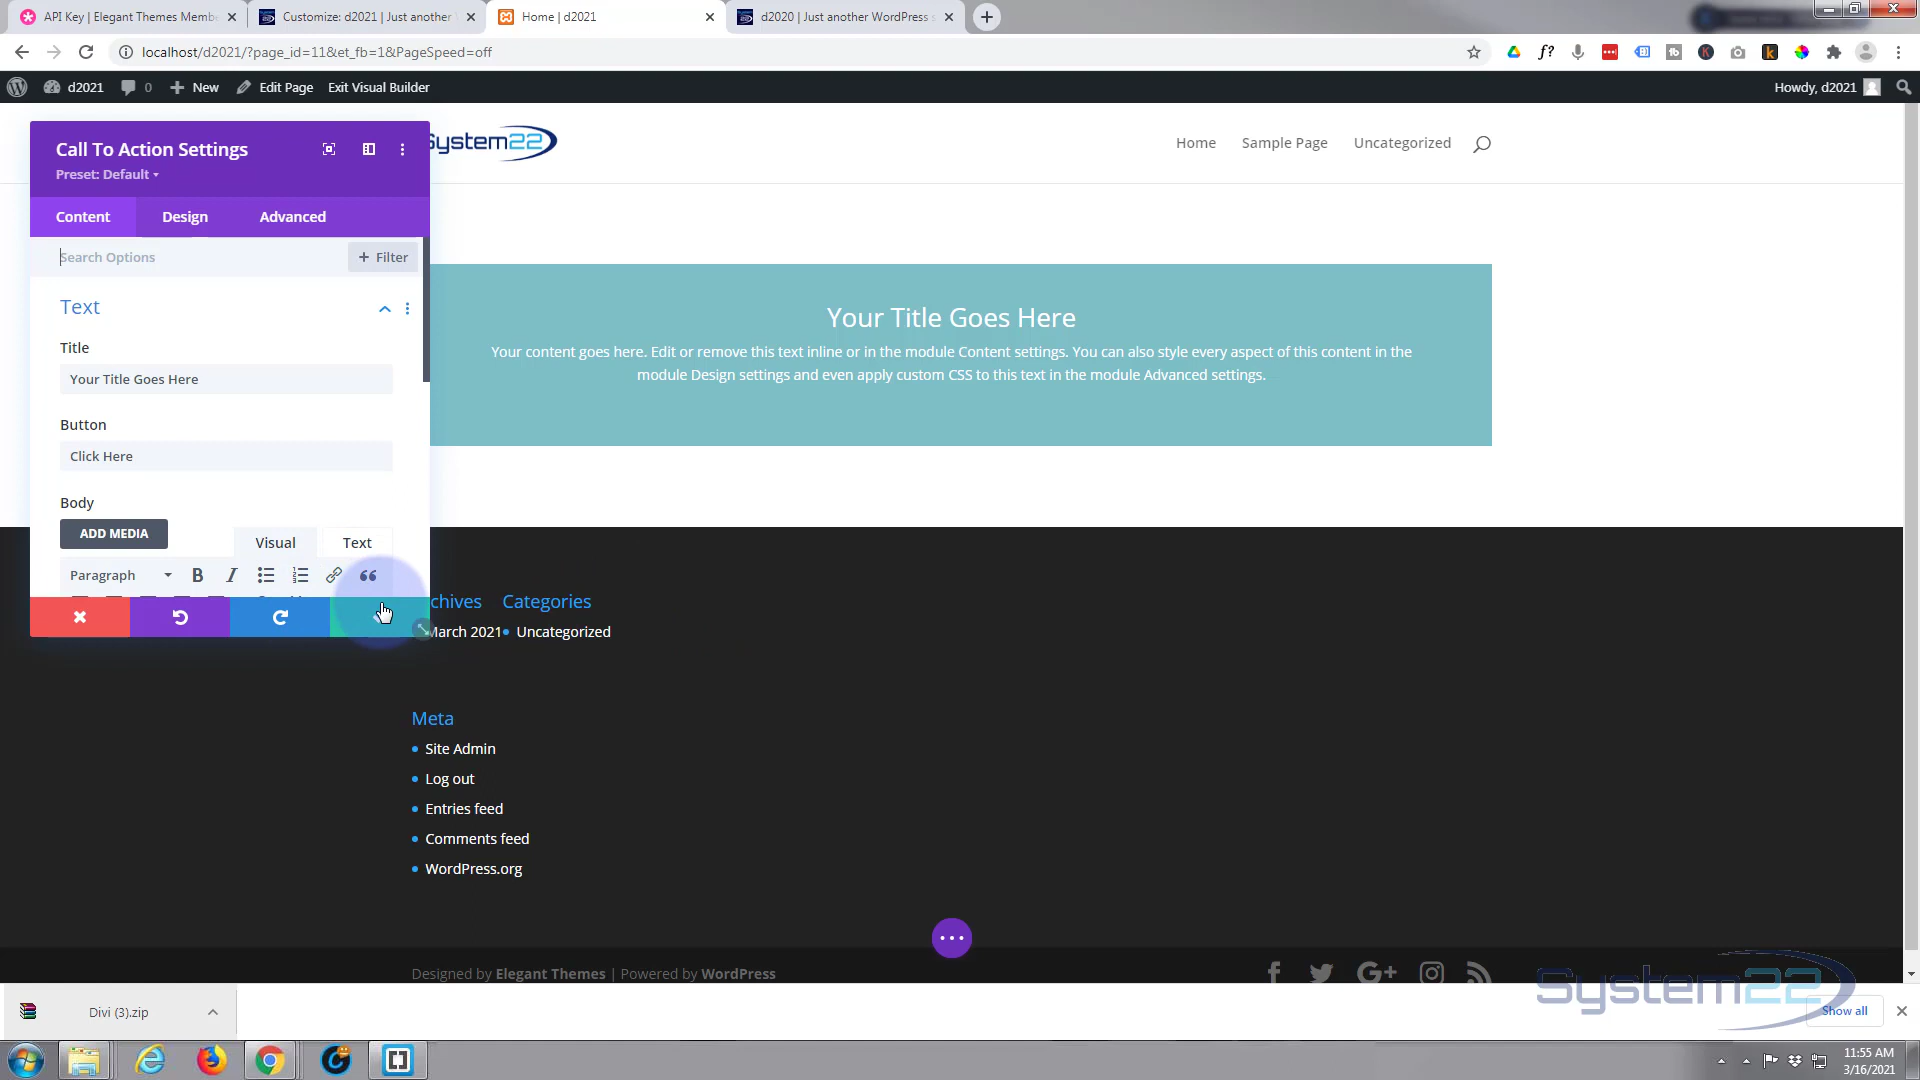 API Key | Elegant Themes Membe
Customize: d2021 | Just another
Home | d2021
d2020 | Just another WordPress s
localhost/d2021/?page_id=11&et_fb=1&PageSpeed=off
d2021
0
New
Edit Page
Exit Visual Builder
Howdy, d2021
Call To Action Settings
Preset: Default
Content
Design
Advanced
Search Options
+ Filter
Text
Title
Your Title Goes Here
Button
Click Here
Body
ADD MEDIA
Visual
Text
Paragraph
System22
Home
Sample Page
Uncategorized
Your Title Goes Here
Your content goes here. Edit or remove this text inline or in the module Content settings. You can also style every aspect of this content in the
module Design settings and even apply custom CSS to this text in the module Advanced settings.
chives
Categories
March 2021
Uncategorized
Meta
Site Admin
Log out
Entries feed
Comments feed
WordPress.org
Designed by Elegant Themes | Powered by WordPress
System22
Divi (3).zip
Show all
11:55 AM
3/16/2021